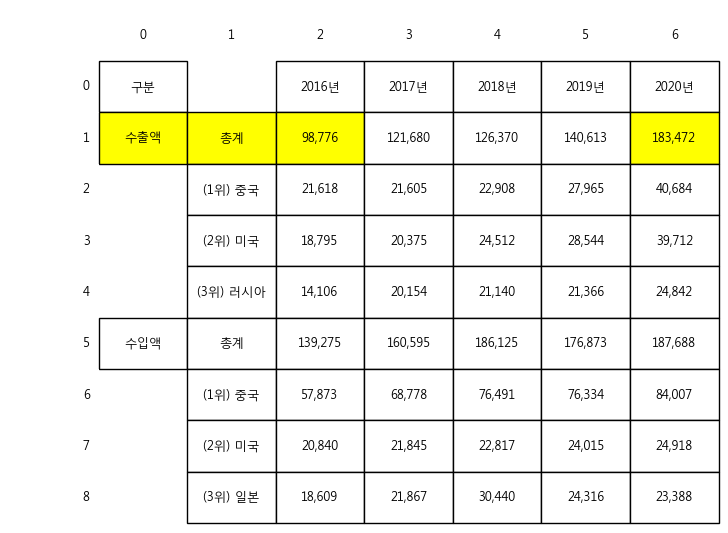 0 1 2 3 4 5 6
0 구분 2016년 2017년 2018년 2019년 2020년
1 수출액 총계 98,776 121,680 126,370 140,613 183,472
2 (1위) 중국 21,618 21,605 22,908 27,965 40,684
3 (2위) 미국 18,795 20,375 24,512 28,544 39,712
4 (3위) 러시아 14,106 20,154 21,140 21,366 24,842
5 수입액 총계 139,275 160,595 186,125 176,873 187,688
6 (1위) 중국 57,873 68,778 76,491 76,334 84,007
7 (2위) 미국 20,840 21,845 22,817 24,015 24,918
8 (3위) 일본 18,609 21,867 30,440 24,316 23,388